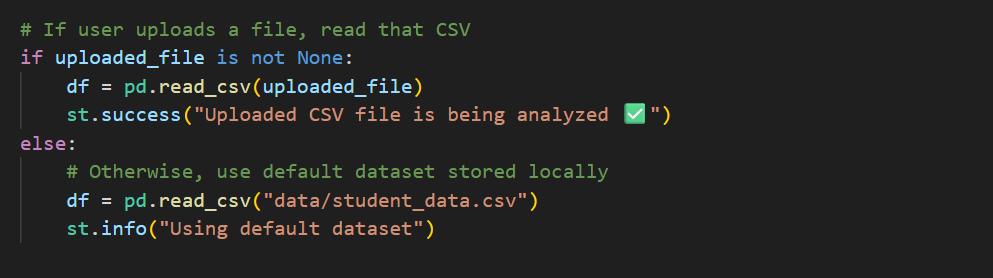 # If user uploads a file, read that CSV
if uploaded_file is not None:
    df = pd.read_csv(uploaded_file)
    st.success("Uploaded CSV file is being analyzed ✅")
else:
    # Otherwise, use default dataset stored locally
    df = pd.read_csv("data/student_data.csv")
    st.info("Using default dataset")